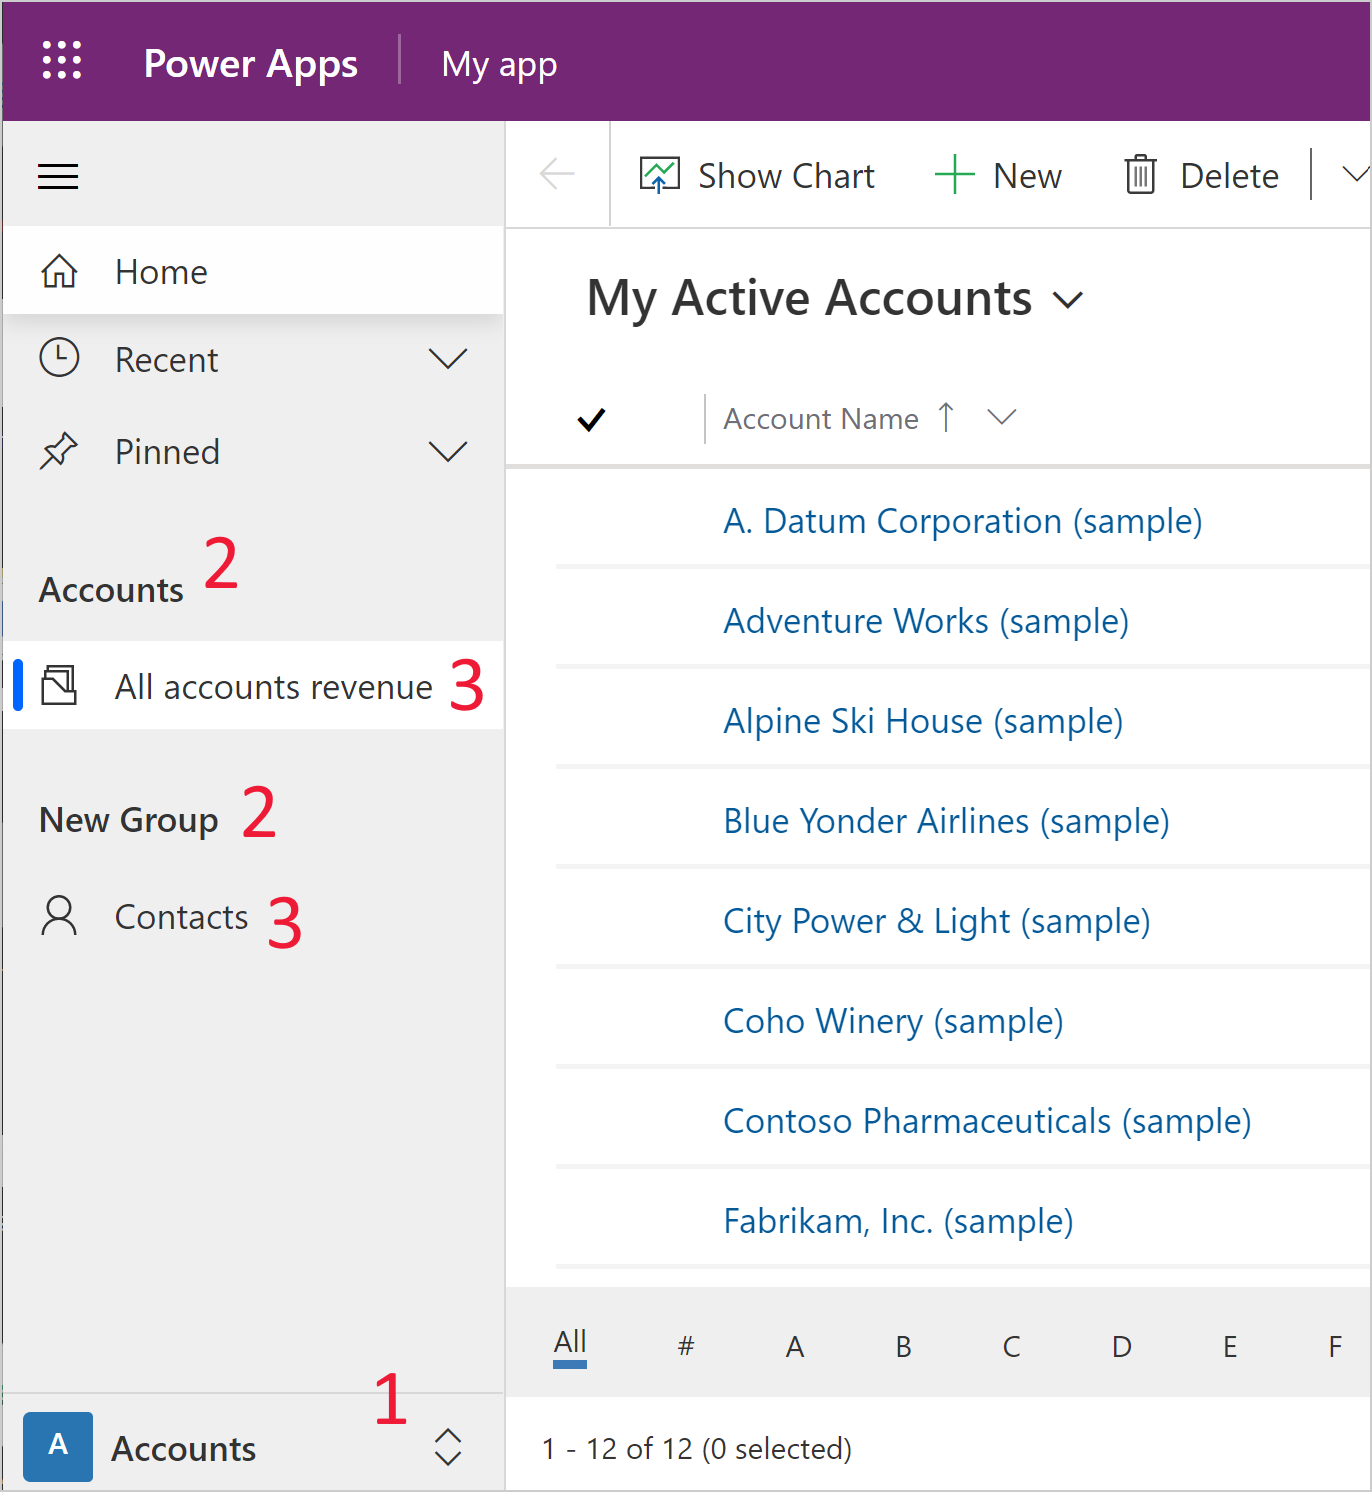 Power Apps
My app
Show Chart
New
Delete
Home
Recent
Pinned
Accounts 2
All accounts revenue 3
New Group 2
Contacts 3
1
A Accounts
My Active Accounts
Account Name
A. Datum Corporation (sample)
Adventure Works (sample)
Alpine Ski House (sample)
Blue Yonder Airlines (sample)
City Power & Light (sample)
Coho Winery (sample)
Contoso Pharmaceuticals (sample)
Fabrikam, Inc. (sample)
All # A B C D E F
1 - 12 of 12 (0 selected)